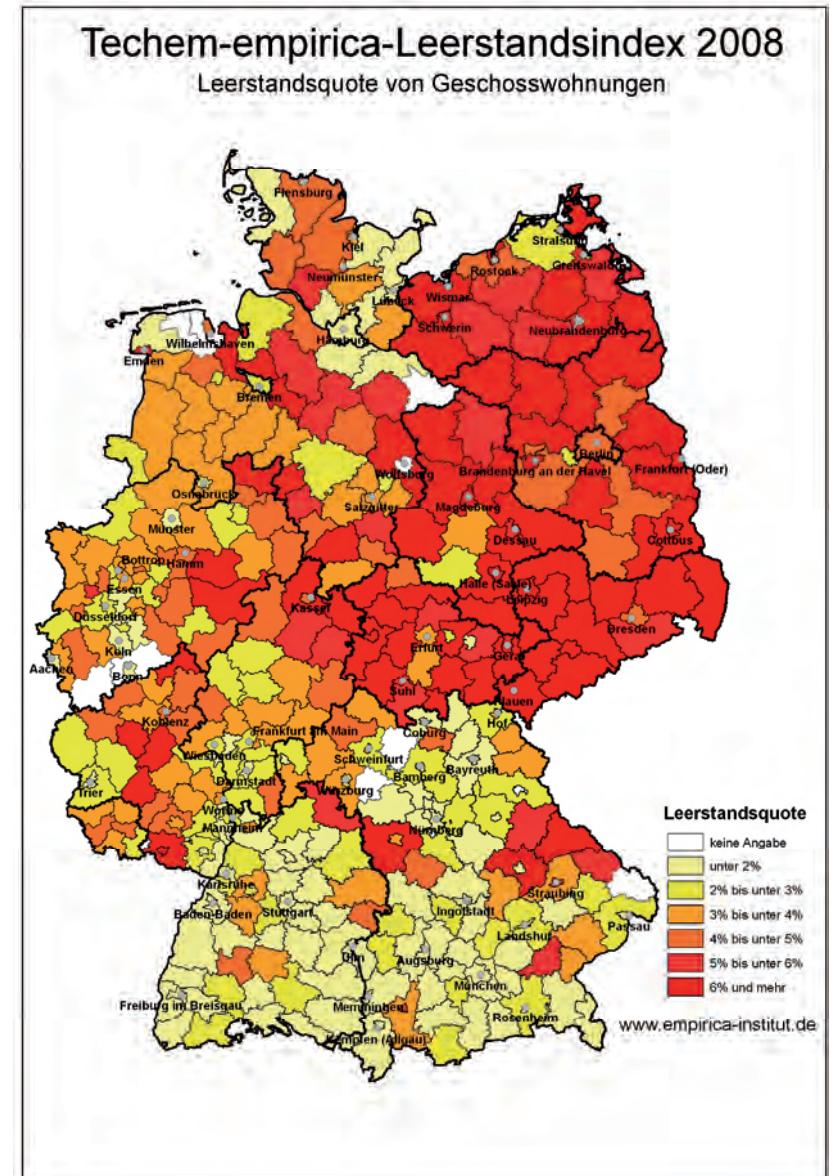 Techem-empirica-Leerstandsindex 2008
Leerstandsquote von Geschosswohnungen
Flensburg
Kiel
Stralsund
Neumünster
Rostock
Greifswald
Lübeck
Wismar
Wilhelmshaven
Hamburg
Schwerin
Neubrandenburg
Emden
Bremen
Wolfsburg
Berlin
Brandenburg an der Havel
Frankfurt (Oder)
Osnabrück
Salzgitter
Magdeburg
Münster
Dessau
Cottbus
Bottrop
Hamm
Essen
Halle (Saale)
Leipzig
Düsseldorf
Kassel
Dresden
Köln
Erfurt
Gera
Aachen
Bonn
Suhl
Plauen
Koblenz
Coburg
Hof
Frankfurt am Main
Wiesbaden
Schweinfurt
Bayreuth
Bamberg
Trier
Darmstadt
Würzburg
Worms
Mannheim
Nürnberg
Karlsruhe
Straubing
Baden-Baden
Stuttgart
Ingolstadt
Passau
Landshut
Ulm
Augsburg
München
Freiburg im Breisgau
Memmingen
Rosenheim
Kempten (Allgäu)
Leerstandsquote
keine Angabe
unter 2%
2% bis unter 3%
3% bis unter 4%
4% bis unter 5%
5% bis unter 6%
6% und mehr
www.empirica-institut.de